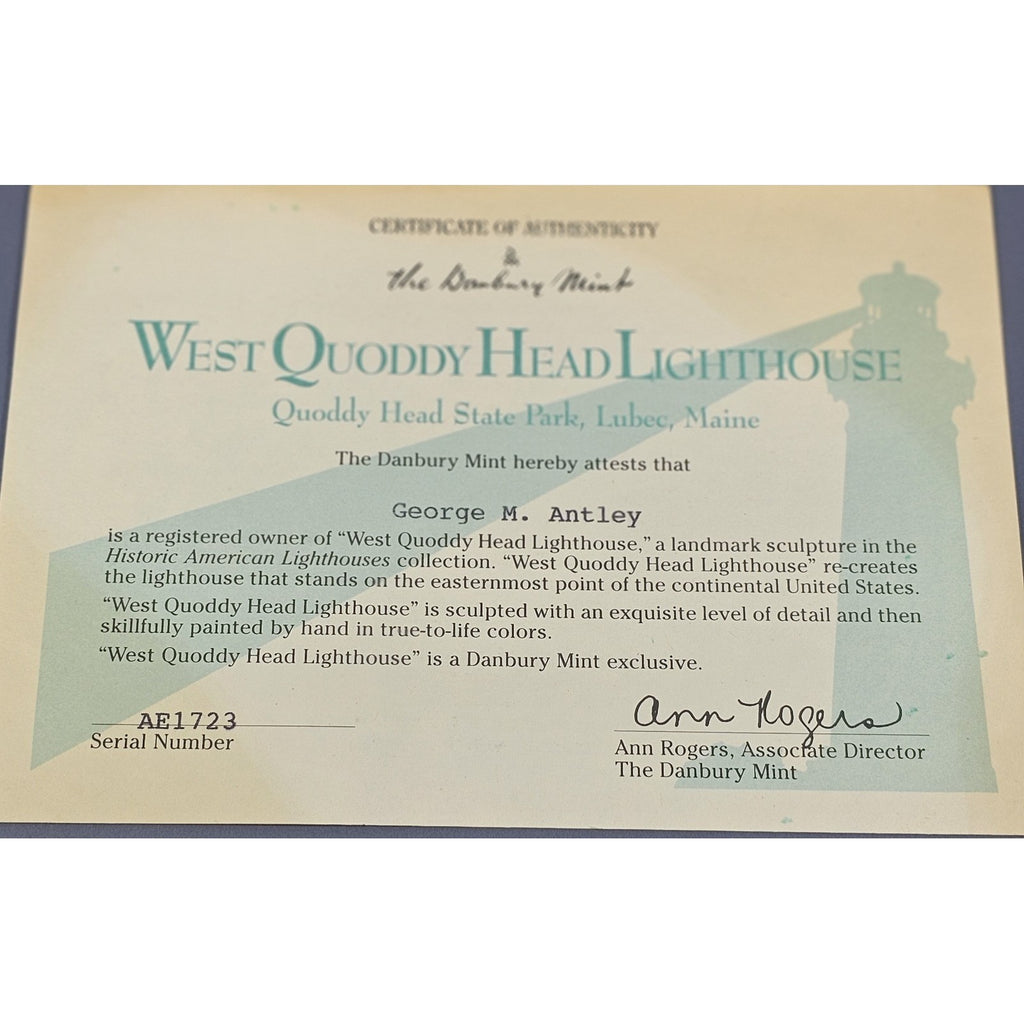 CERTIFICATE OF AUTHENTICITY
&
The Danbury Mint
WEST QUODDY HEAD LIGHTHOUSE
Quoddy Head State Park, Lubec, Maine
The Danbury Mint hereby attests that
George M. Antley
is a registered owner of “West Quoddy Head Lighthouse,” a landmark sculpture in the
Historic American Lighthouses collection. “West Quoddy Head Lighthouse” re-creates
the lighthouse that stands on the easternmost point of the continental United States.
“West Quoddy Head Lighthouse” is sculpted with an exquisite level of detail and then
skillfully painted by hand in true-to-life colors.
“West Quoddy Head Lighthouse” is a Danbury Mint exclusive.
AE1723
Serial Number
Ann Rogers
Ann Rogers, Associate Director
The Danbury Mint